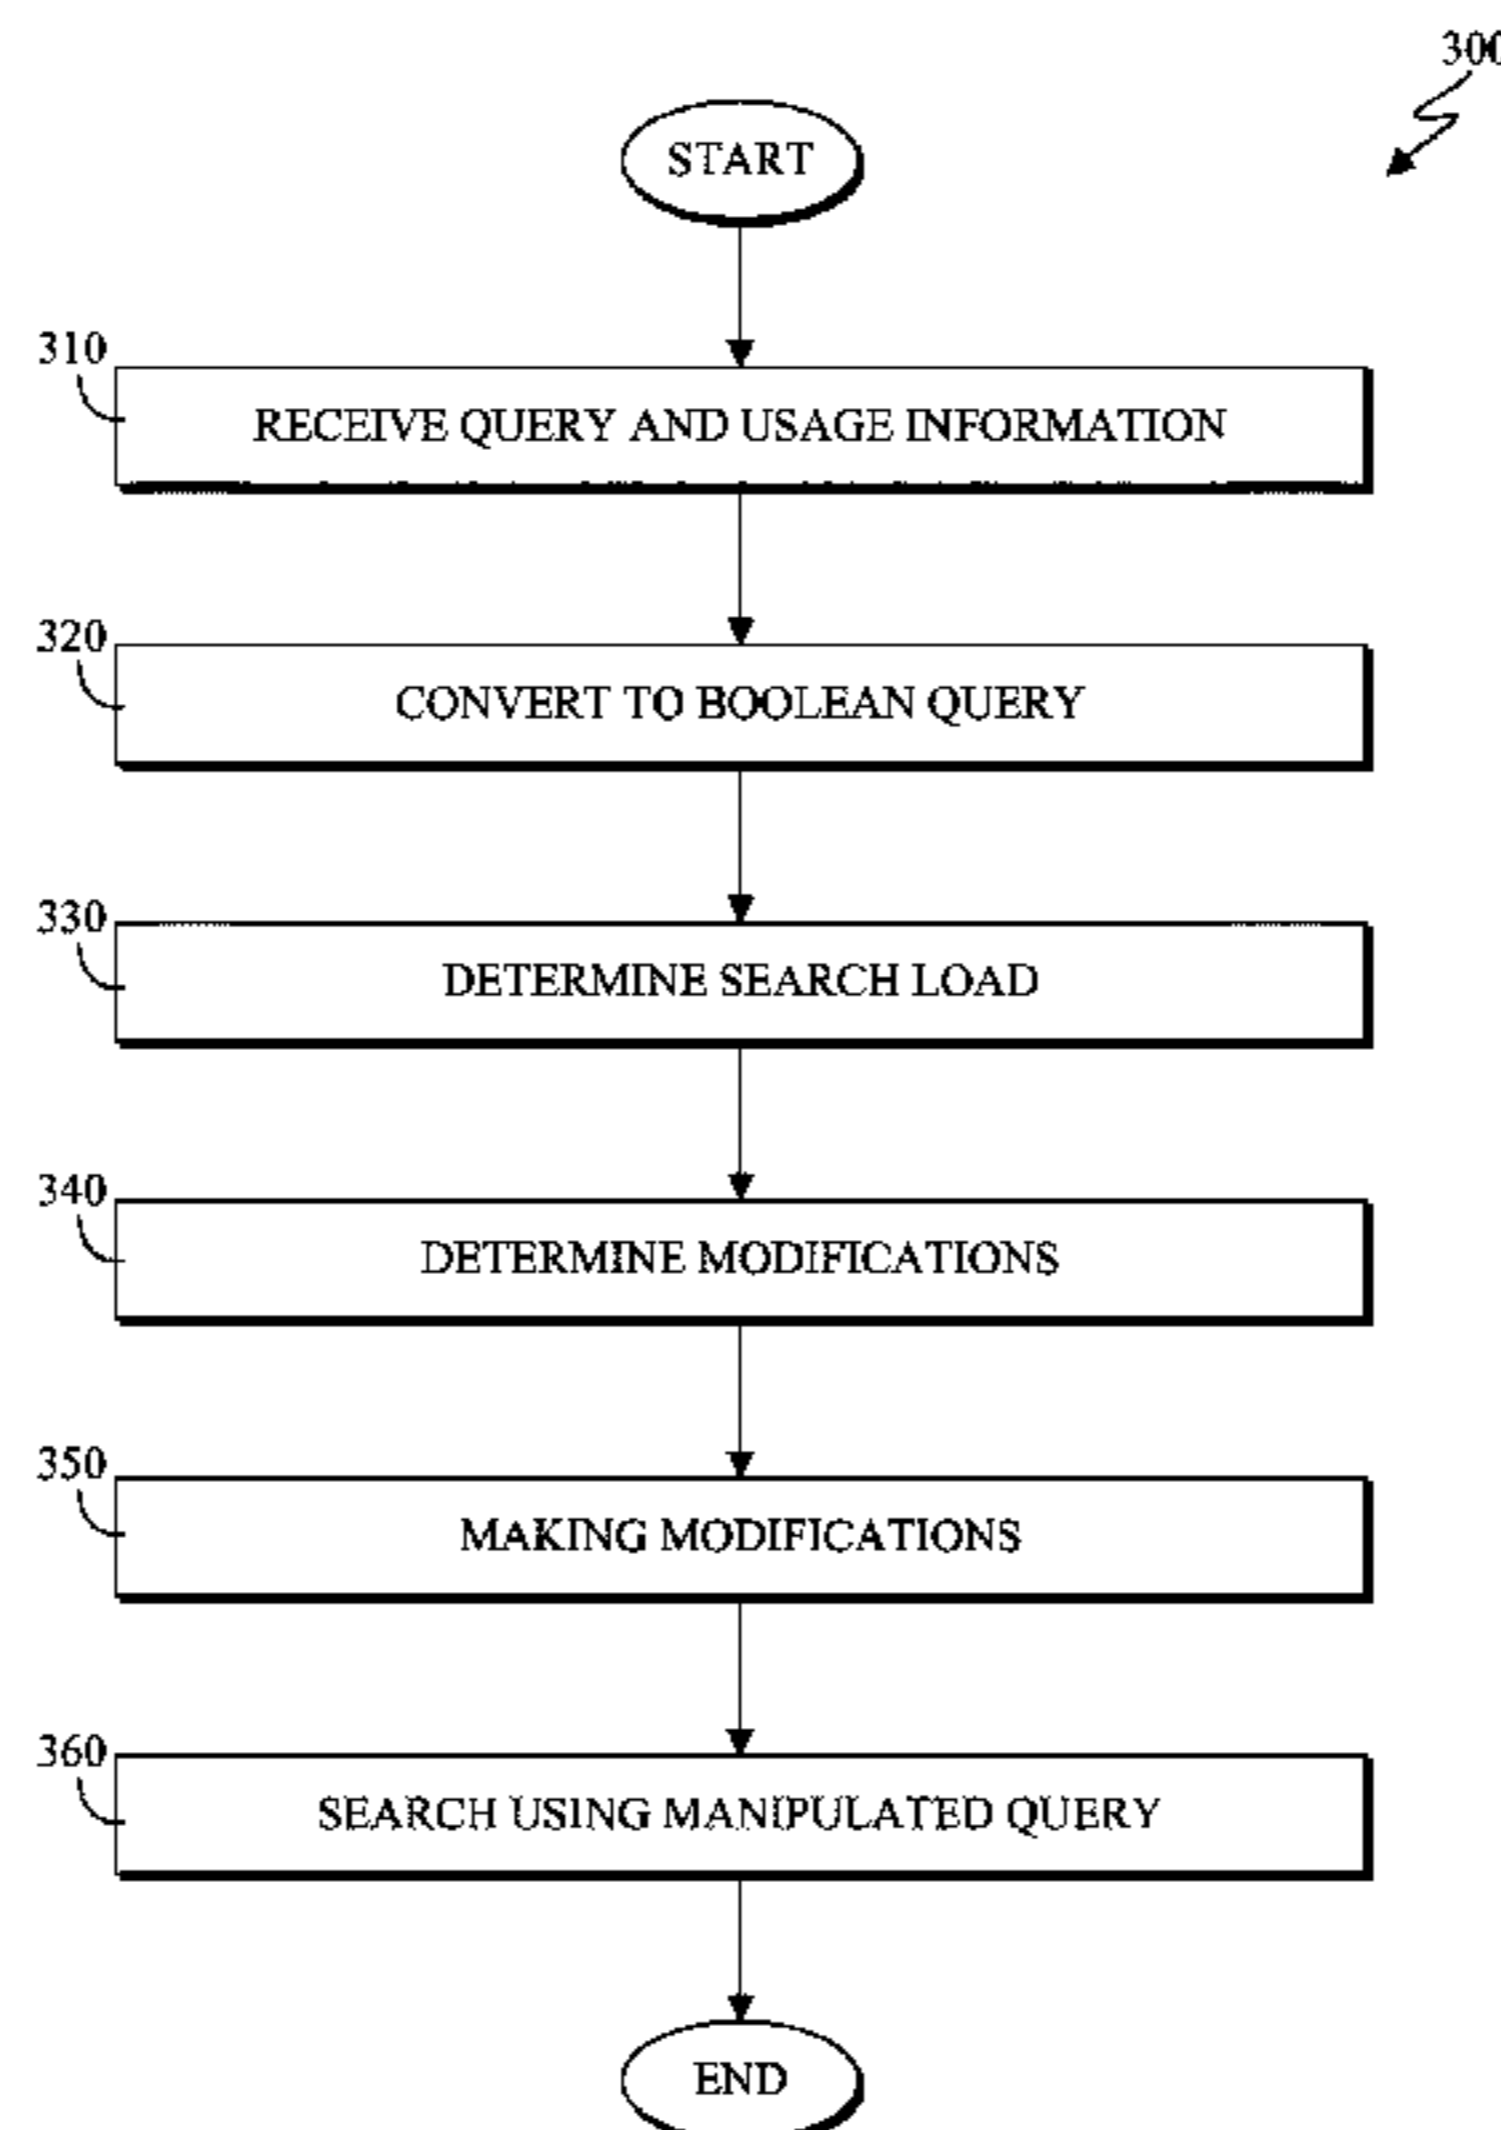 300
START
310
RECEIVE QUERY AND USAGE INFORMATION
320
CONVERT TO BOOLEAN QUERY
330
DETERMINE SEARCH LOAD
340
DETERMINE MODIFICATIONS
350
MAKING MODIFICATIONS
360
SEARCH USING MANIPULATED QUERY
END